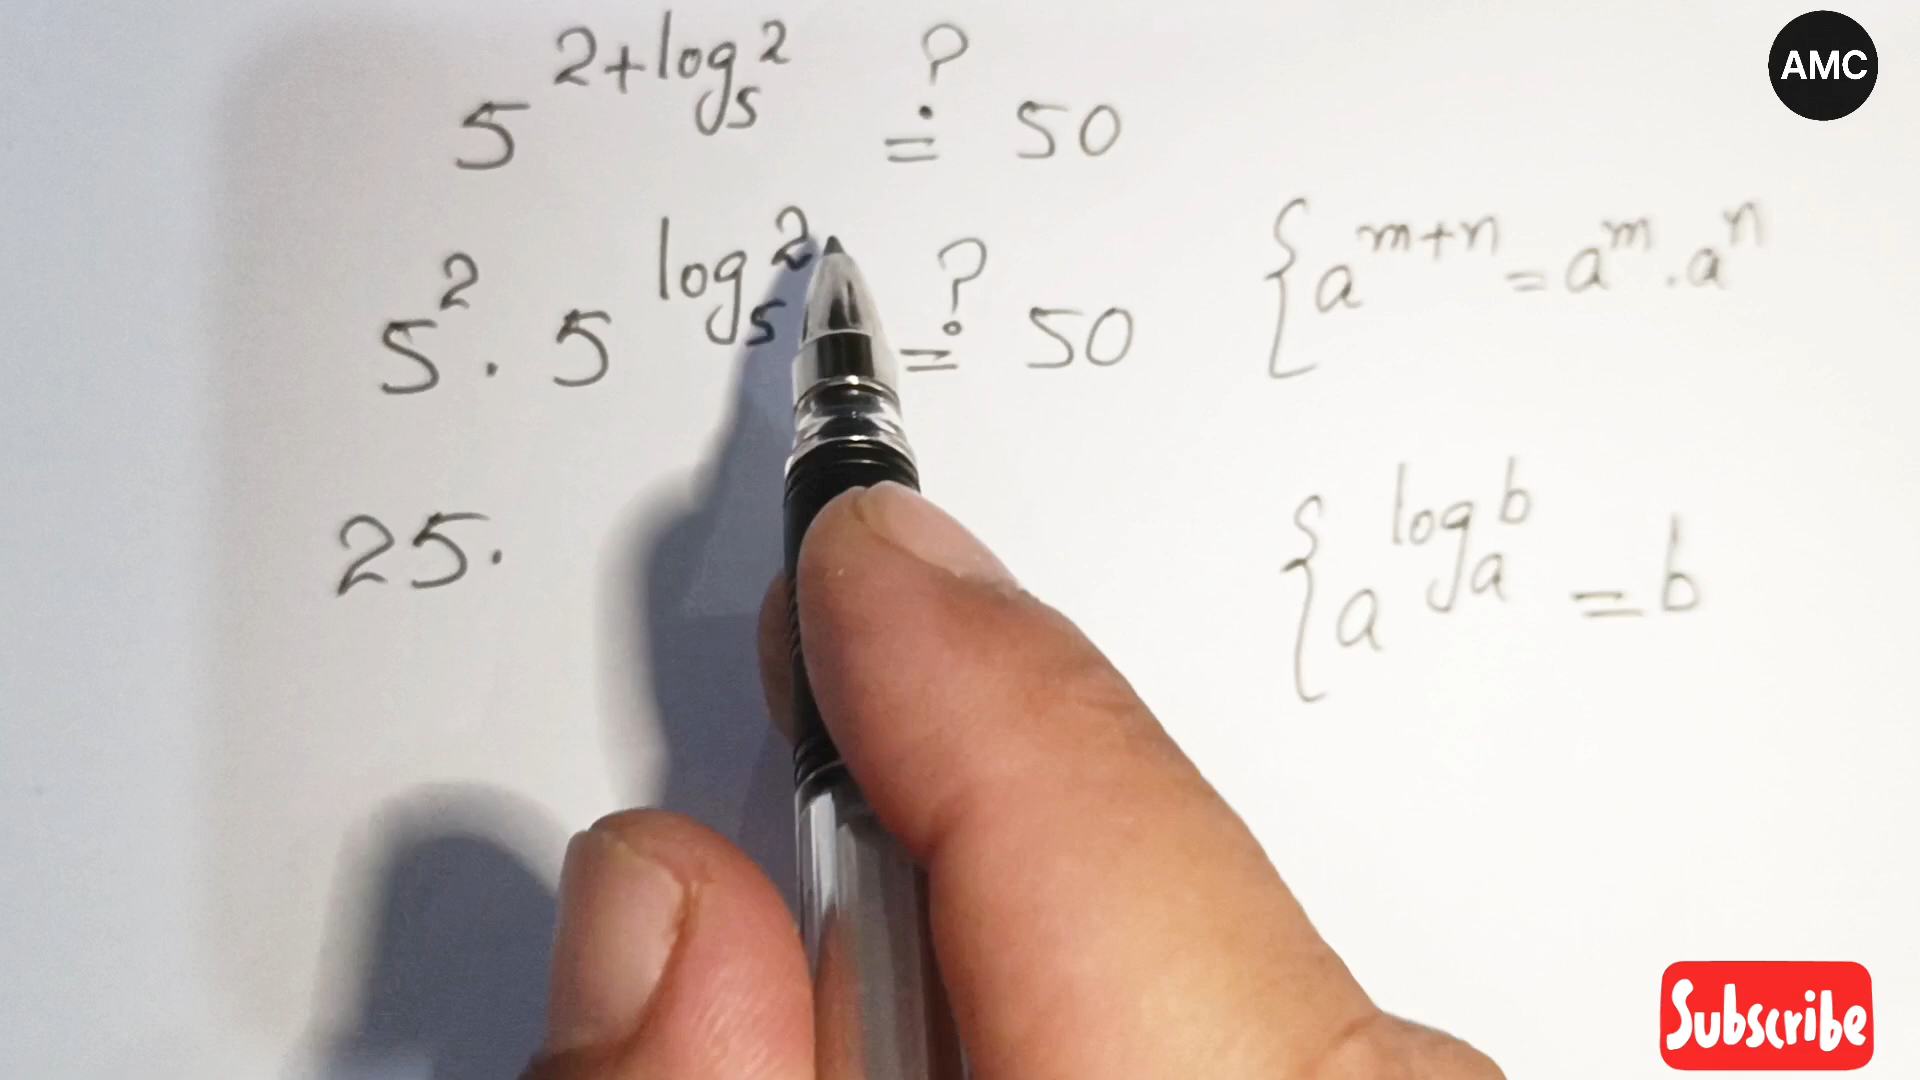 5^{2+log_5 2} ≟ 50
AMC
5^2 · 5^{log_5 2} ≟ 50
{ a^{m+n} = a^m . a^n
25.
{ a^{log_a b} = b
Subscribe